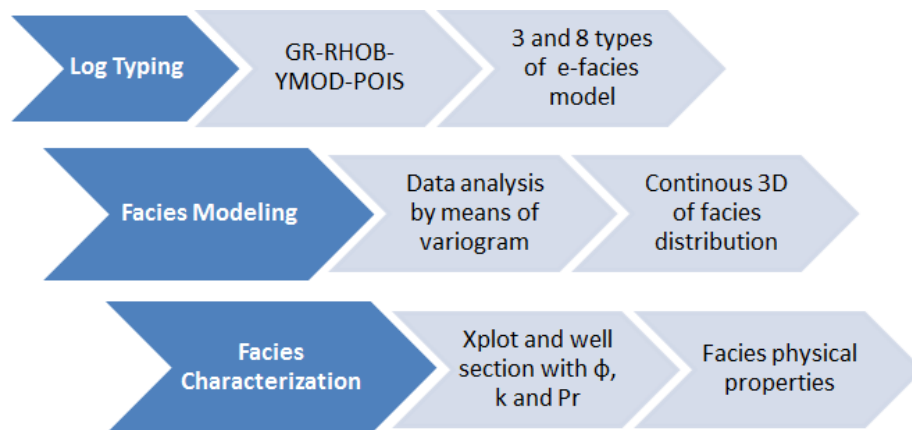 Log Typing
GR-RHOB-
YMOD-POIS
3 and 8 types
of e-facies
model
Facies Modeling
Data analysis
by means of
variogram
Continous 3D
of facies
distribution
Facies
Characterization
Xplot and well
section with ϕ,
k and Pr
Facies physical
properties